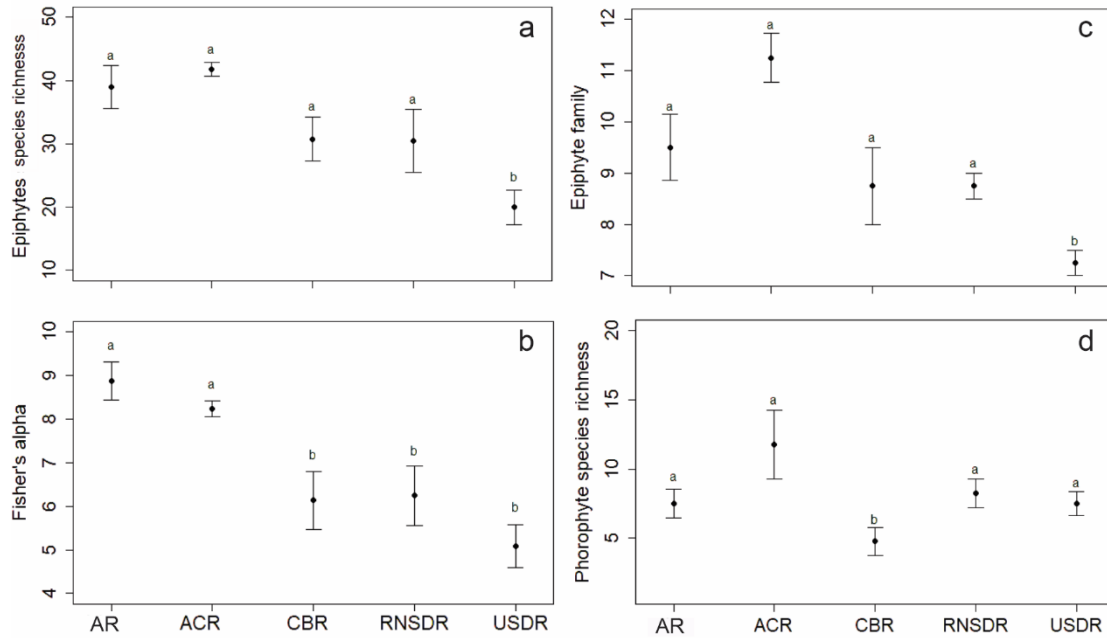 a
Epiphytes species richnesss
50
40
30
20
10
a
a
a
a
b
c
Epiphyte family
12
11
10
9
8
7
a
a
a
a
b
b
Fisher's alpha
10
9
8
7
6
5
4
a
a
b
b
b
AR
ACR
CBR
RNSDR
USDR
d
Phorophyte species richness
20
15
10
5
a
a
b
a
a
AR
ACR
CBR
RNSDR
USDR